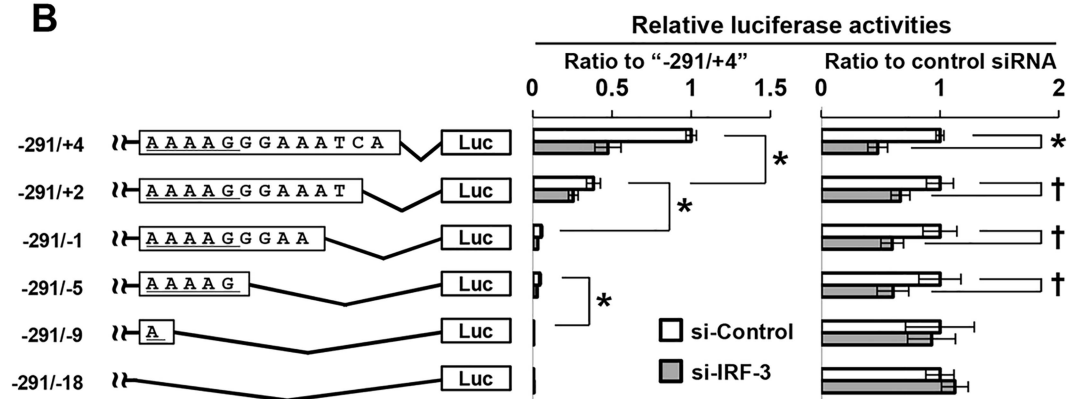 B
Relative luciferase activities
Ratio to “-291/+4” Ratio to control siRNA
0 0.5 1 1.5 0 1 2
-291/+4 AAAAGGGAAATCA Luc * *
-291/+2 AAAAGGGAAAT Luc * †
-291/-1 AAAAGGGAA Luc †
-291/-5 AAAAG Luc * †
-291/-9 A Luc si-Control
-291/-18 Luc si-IRF-3